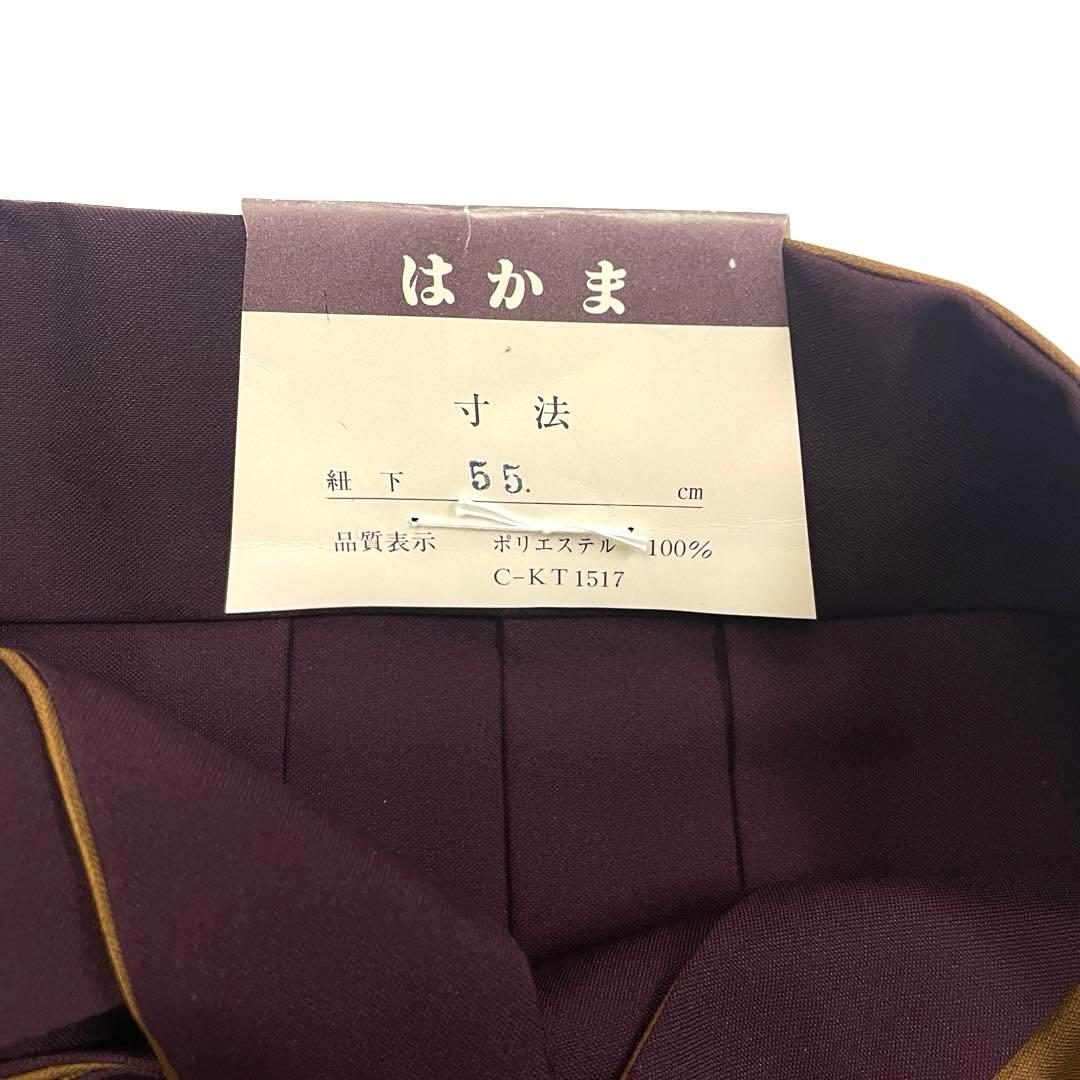 はかま
寸法
紐下 55. cm
品質表示 ポリエステル 100%
C-KT1517